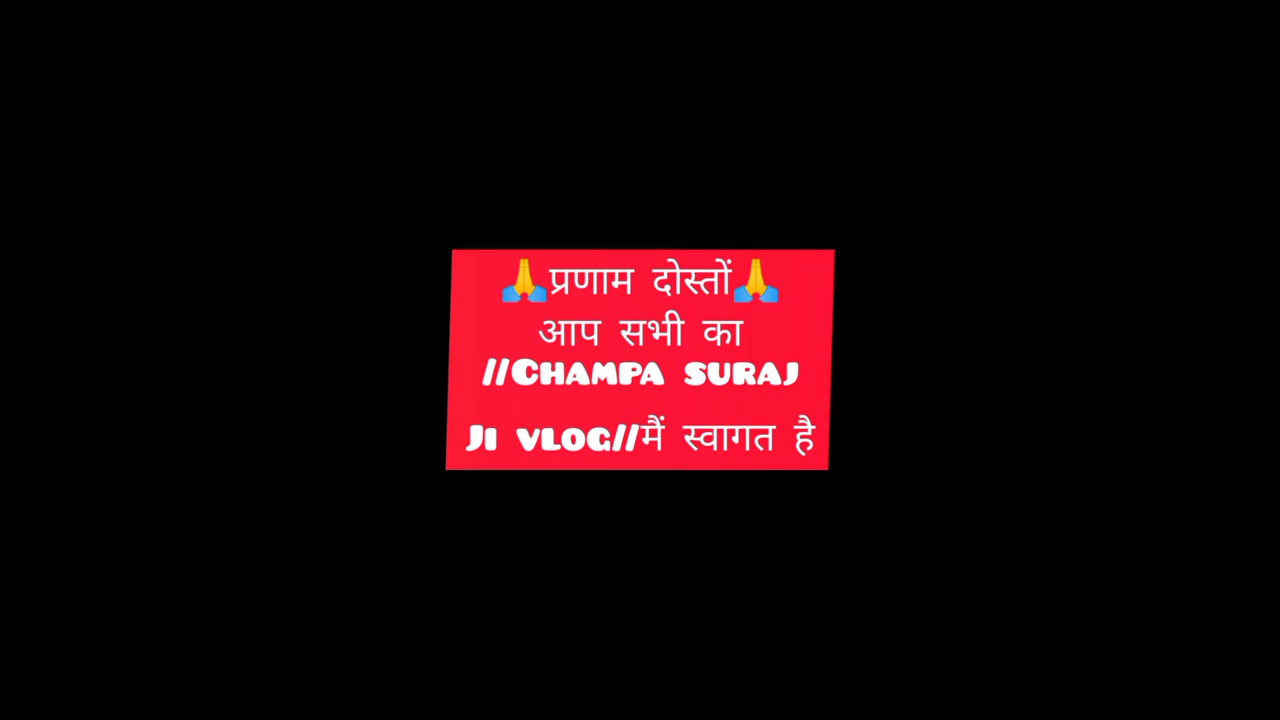 🙏प्रणाम दोस्तों🙏
आप सभी का
//CHAMPA SURAJ
JI VLOG//मैं स्वागत है